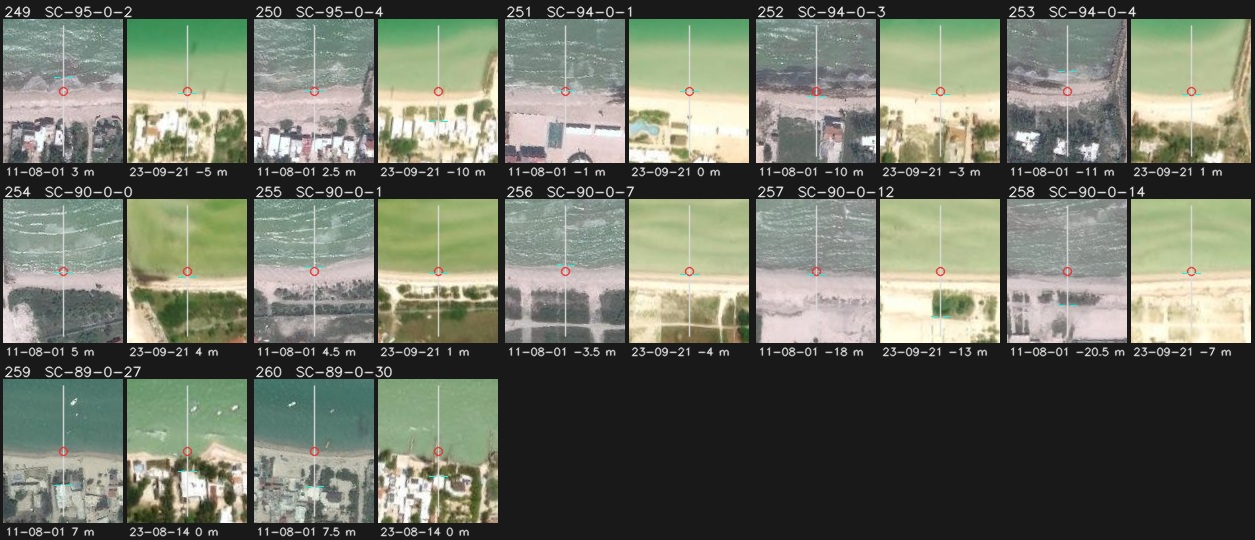 249 SC-95-0-2
250 SC-95-0-4
251 SC-94-0-1
252 SC-94-0-3
253 SC-94-0-4
11-08-01 3 m
23-09-21 -5 m
11-08-01 2.5 m
23-09-21 -10 m
11-08-01 -1 m
23-09-21 0 m
11-08-01 -10 m
23-09-21 -3 m
11-08-01 -11 m
23-09-21 1 m
254 SC-90-0-0
255 SC-90-0-1
256 SC-90-0-7
257 SC-90-0-12
258 SC-90-0-14
11-08-01 5 m
23-09-21 4 m
11-08-01 4.5 m
23-09-21 1 m
11-08-01 -3.5 m
23-09-21 -4 m
11-08-01 -18 m
23-09-21 -13 m
11-08-01 -20.5 m
23-09-21 -7 m
259 SC-89-0-27
260 SC-89-0-30
11-08-01 7 m
23-08-14 0 m
11-08-01 7.5 m
23-08-14 0 m